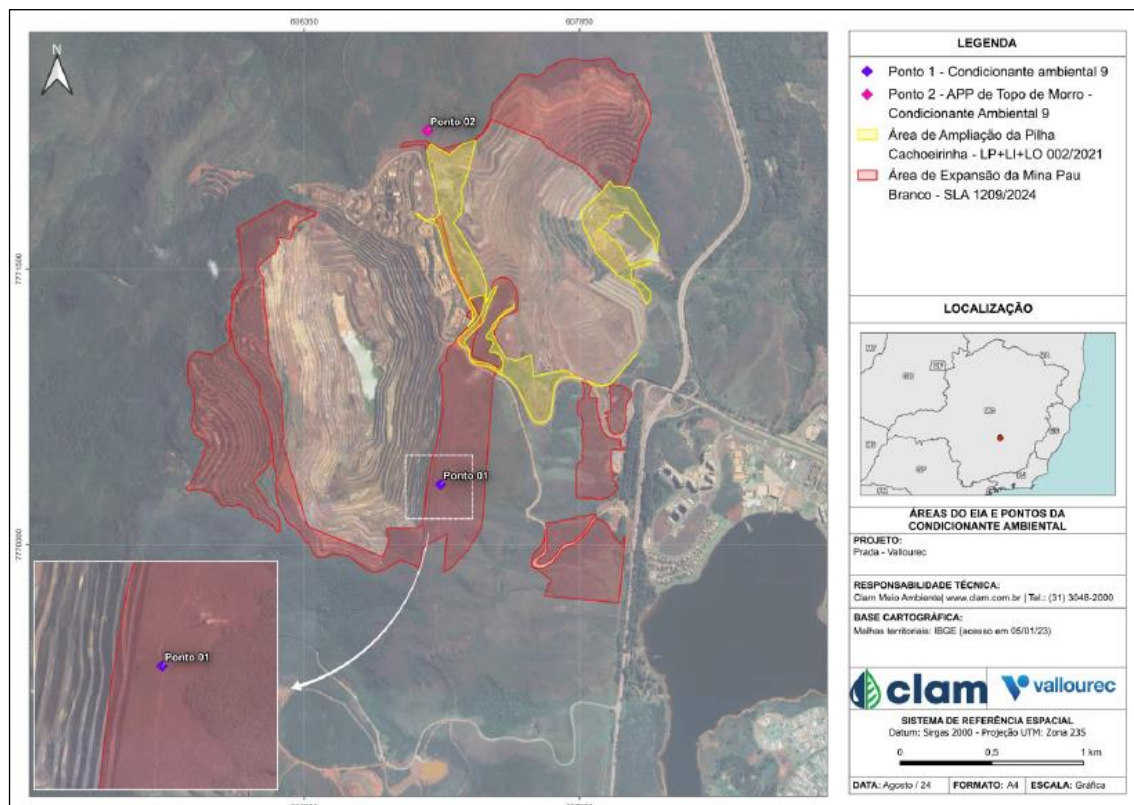 606350
607850
N
Ponto 02
7771500
Ponto 01
7770000
Ponto 01
LEGENDA
Ponto 1 - Condicionante ambiental 9
Ponto 2 - APP de Topo de Morro -
Condicionante Ambiental 9
Área de Ampliação da Pilha
Cachoeirinha - LP+LI+LO 002/2021
Área de Expansão da Mina Pau
Branco - SLA 1209/2024
LOCALIZAÇÃO
ÁREAS DO EIA E PONTOS DA
CONDICIONANTE AMBIENTAL
PROJETO:
Prada - Vallourec
RESPONSABILIDADE TÉCNICA:
Clam Meio Ambiente| www.clam.com.br | Tel.: (31) 3048-2000
BASE CARTOGRÁFICA:
Malhas territoriais: IBGE (acesso em 05/01/23)
clam
vallourec
SISTEMA DE REFERÊNCIA ESPACIAL
Datum: Sirgas 2000 - Projeção UTM: Zona 23S
0 0,5 1 km
DATA: Agosto / 24 FORMATO: A4 ESCALA: Gráfica